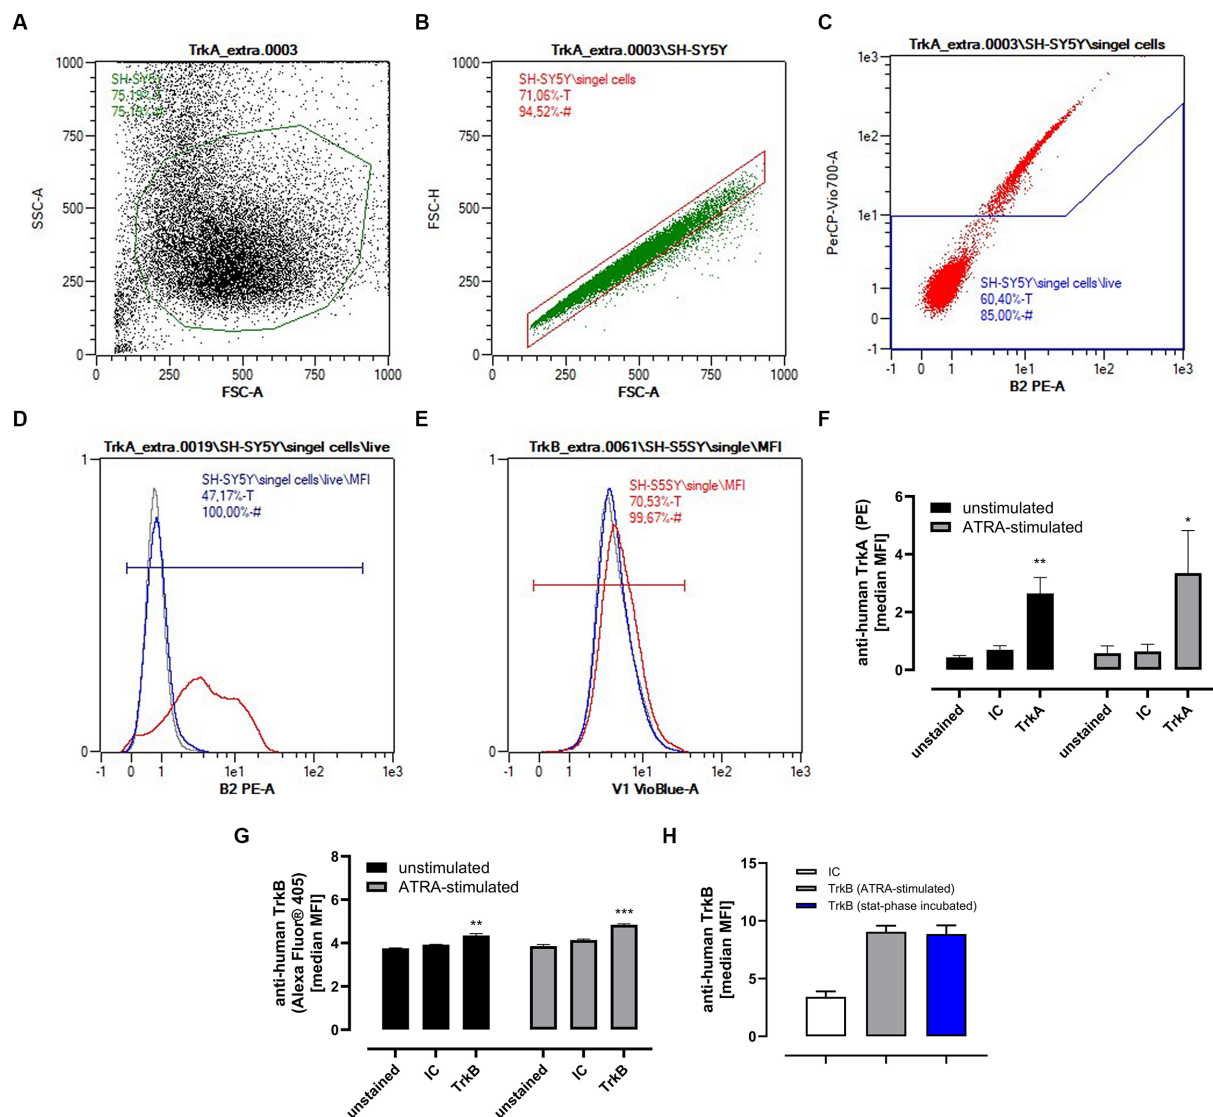 A
TrkA_extra.0003
SH-SY5Y
75,19%-T
75,19%-#
1000
750
500
250
0
SSC-A
0
250
500
750
1000
FSC-A
B
TrkA_extra.0003\SH-SY5Y
SH-SY5Y\singel cells
71,06%-T
94,52%-#
1000
750
500
250
0
FSC-H
0
250
500
750
1000
FSC-A
C
TrkA_extra.0003\SH-SY5Y\singel cells
1e3
1e2
1e1
1
0
-1
PerCP-Vio700-A
SH-SY5Y\singel cells\live
60,40%-T
85,00%-#
-1
0
1
1e1
1e2
1e3
B2 PE-A
D
TrkA_extra.0019\SH-SY5Y\singel cells\live
1
0
SH-SY5Y\singel cells\live\MFI
47,17%-T
100,00%-#
-1
0
1
1e1
1e2
1e3
B2 PE-A
E
TrkB_extra.0061\SH-S5SY\single\MFI
1
0
SH-S5SY\single\MFI
70,53%-T
99,67%-#
-1
0
1
1e1
1e2
1e3
V1 VioBlue-A
F
unstimulated
ATRA-stimulated
anti-human TrkA (PE)
[median MFI]
6
4
2
0
**
*
unstained
IC
TrkA
unstained
IC
TrkA
G
unstimulated
ATRA-stimulated
anti-human TrkB
(Alexa Fluor® 405)
[median MFI]
8
6
4
2
0
**
***
unstained
IC
TrkB
unstained
IC
TrkB
H
IC
TrkB (ATRA-stimulated)
TrkB (stat-phase incubated)
anti-human TrkB
[median MFI]
15
10
5
0